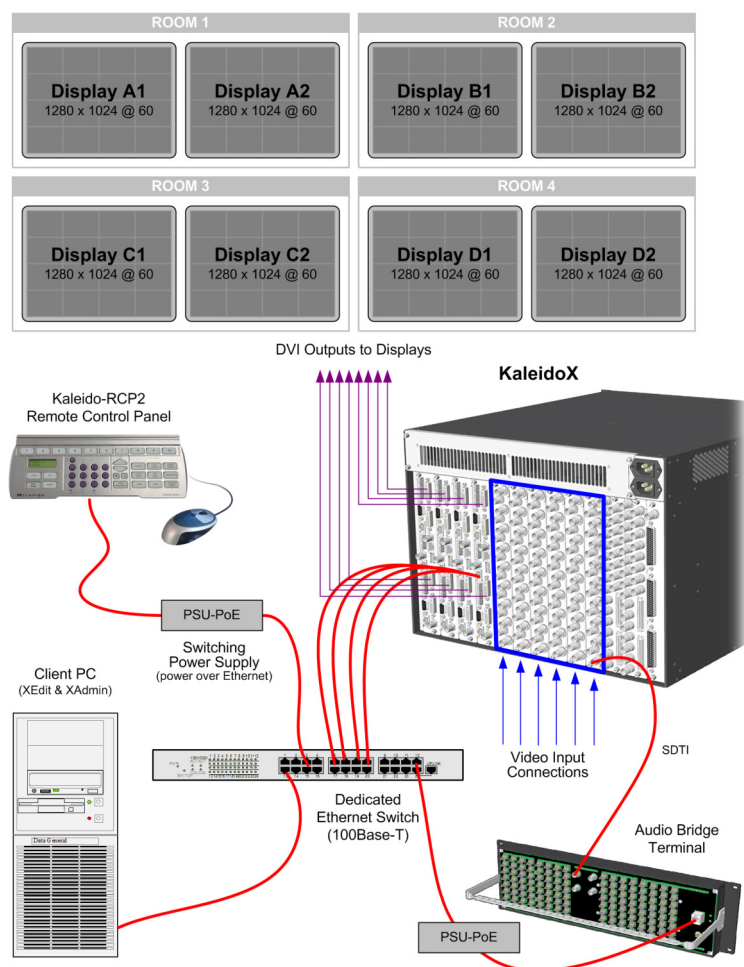 ROOM 1
ROOM 2
Display A1
1280 x 1024 @ 60
Display A2
1280 x 1024 @ 60
Display B1
1280 x 1024 @ 60
Display B2
1280 x 1024 @ 60
ROOM 3
ROOM 4
Display C1
1280 x 1024 @ 60
Display C2
1280 x 1024 @ 60
Display D1
1280 x 1024 @ 60
Display D2
1280 x 1024 @ 60
DVI Outputs to Displays
KaleidoX
Kaleido-RCP2
Remote Control Panel
PSU-PoE
Switching
Power Supply
(power over Ethernet)
Client PC
(XEdit & XAdmin)
Video Input
Connections
SDTI
Dedicated
Ethernet Switch
(100Base-T)
Data General
Audio Bridge
Terminal
PSU-PoE